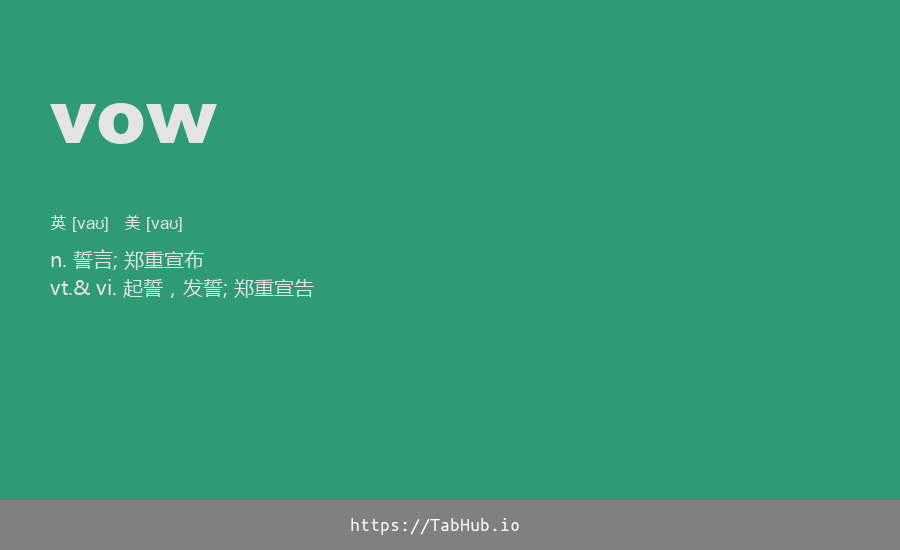 vow
英 [vaʊ]   美 [vaʊ]
n. 誓言; 郑重宣布
vt.& vi. 起誓，发誓; 郑重宣告
https://TabHub.io